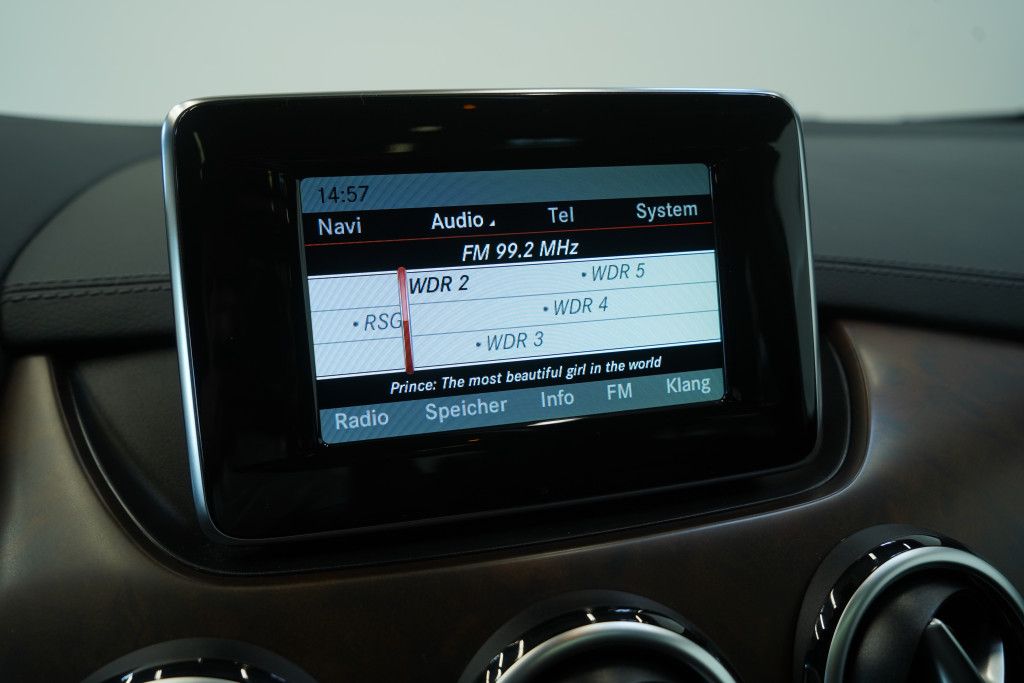 14:57
Navi Audio Tel System
FM 99.2 MHz
WDR 2 • WDR 5
• RSG • WDR 4
• WDR 3
Prince: The most beautiful girl in the world
Radio Speicher Info FM Klang